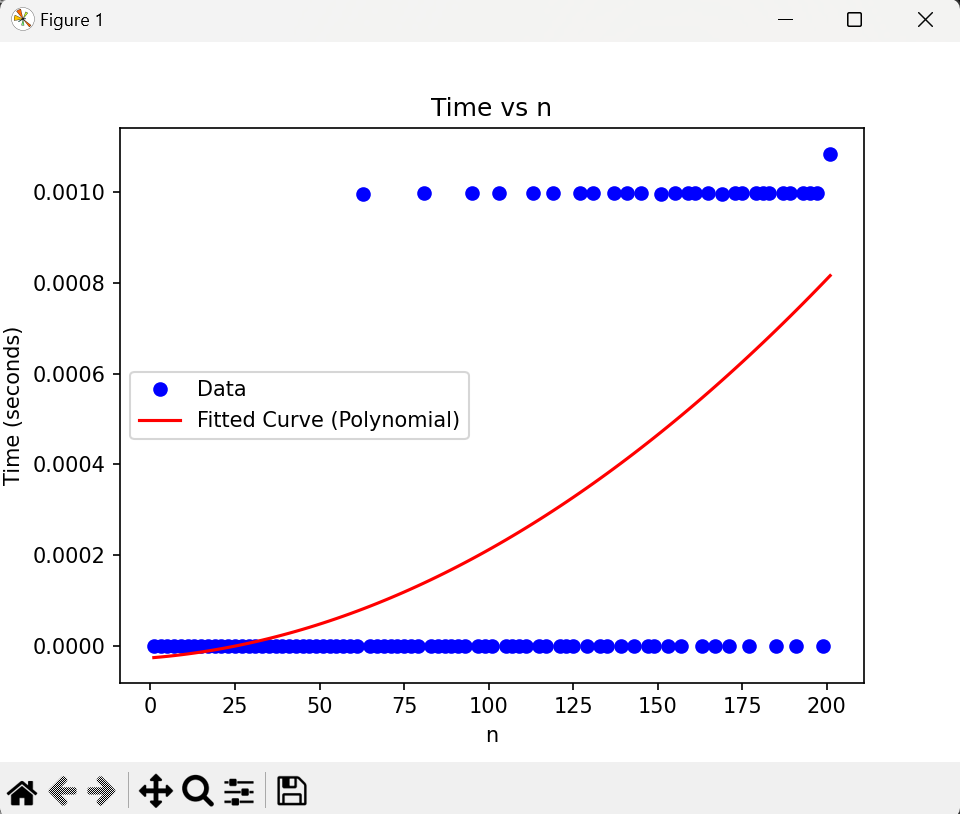 Figure 1
Time vs n
0.0010
0.0008
0.0006
0.0004
0.0002
0.0000
Time (seconds)
Data
Fitted Curve (Polynomial)
0 25 50 75 100 125 150 175 200
n